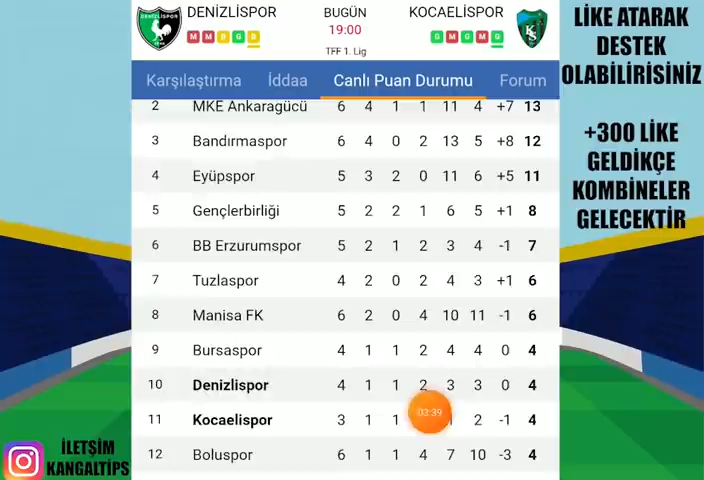 DENİZLİSPOR
M M B G B
BUGÜN
19:00
TFF 1. Lig
KOCAELİSPOR
G M G M G
Karşılaştırma İddaa Canlı Puan Durumu Forum
2 MKE Ankaragücü 6 4 1 1 11 4 +7 13
3 Bandırmaspor 6 4 0 2 13 5 +8 12
4 Eyüpspor 5 3 2 0 11 6 +5 11
5 Gençlerbirliği 5 2 2 1 6 5 +1 8
6 BB Erzurumspor 5 2 1 2 3 4 -1 7
7 Tuzlaspor 4 2 0 2 4 3 +1 6
8 Manisa FK 6 2 0 4 10 11 -1 6
9 Bursaspor 4 1 1 2 4 4 0 4
10 Denizlispor 4 1 1 2 3 3 0 4
11 Kocaelispor 3 1 1 2 -1 4
03:39
12 Boluspor 6 1 1 4 7 10 -3 4
LİKE ATARAK
DESTEK
OLABİLİRİSİNİZ
+300 LİKE
GELDİKÇE
KOMBİNELER
GELECEKTİR
İLETŞİM
KANGALTİPS